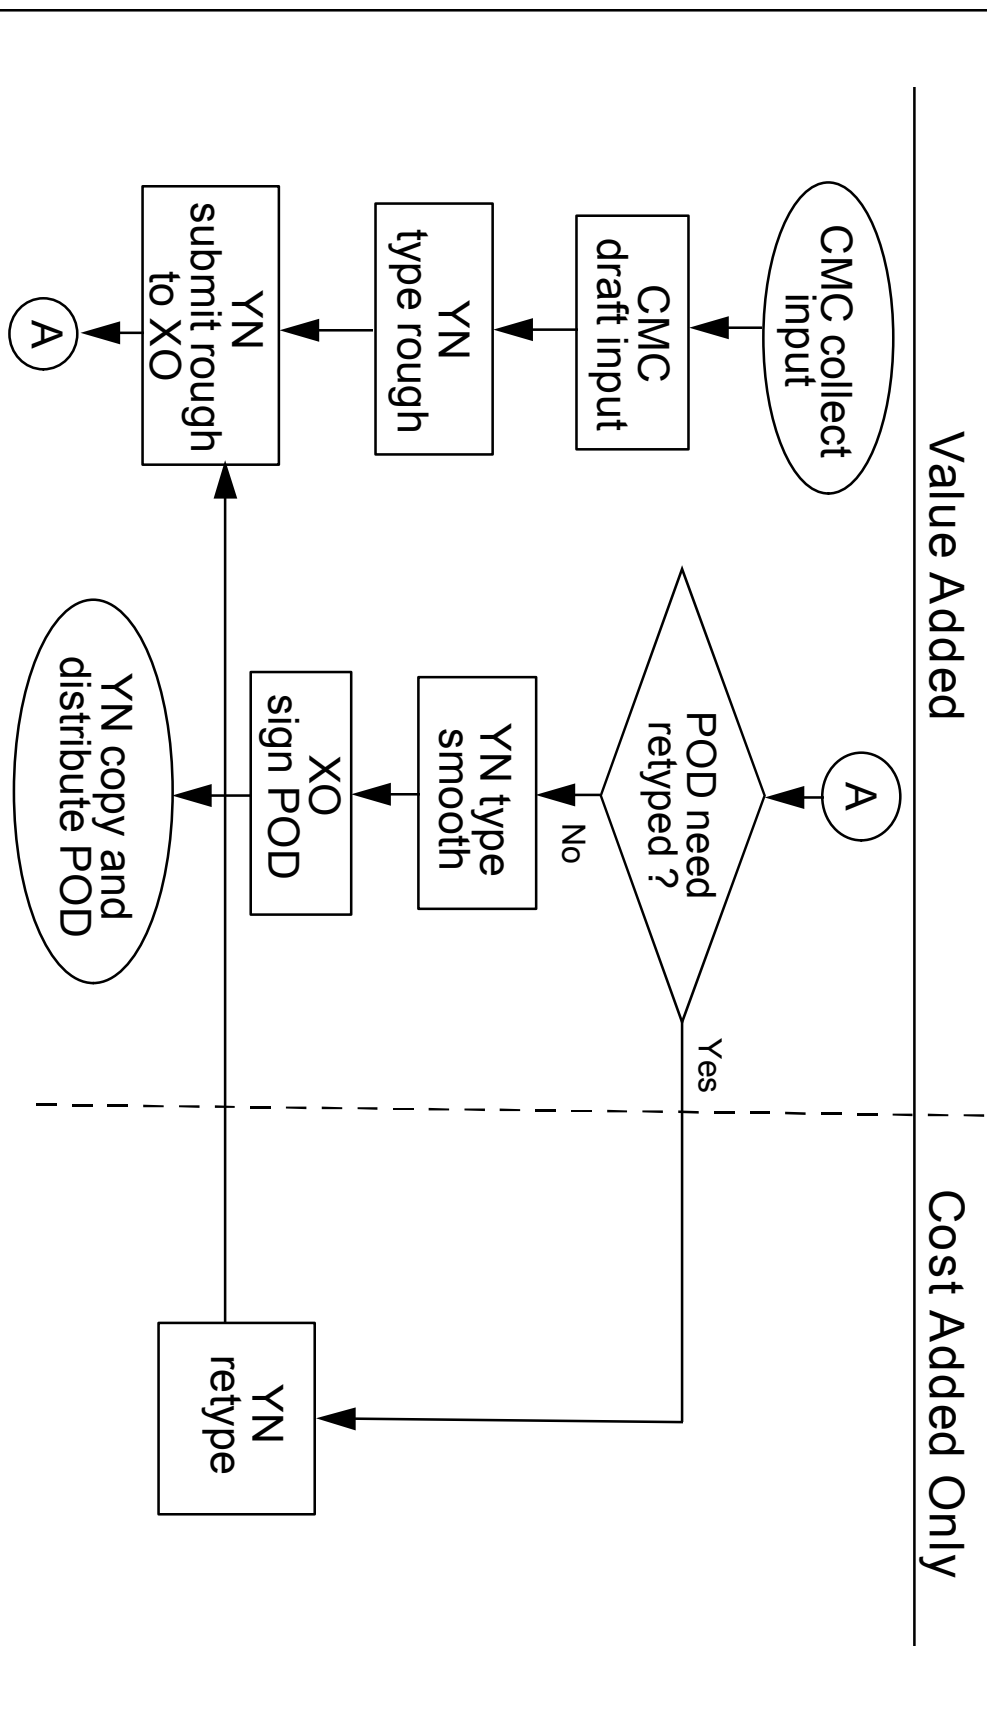 Value Added
Cost Added Only
CMC collect
input
CMC
draft input
YN
type rough
YN
submit rough
to XO
A
A
POD need
retyped ?
Yes
No
YN type
smooth
XO
sign POD
YN copy and
distribute POD
YN
retype